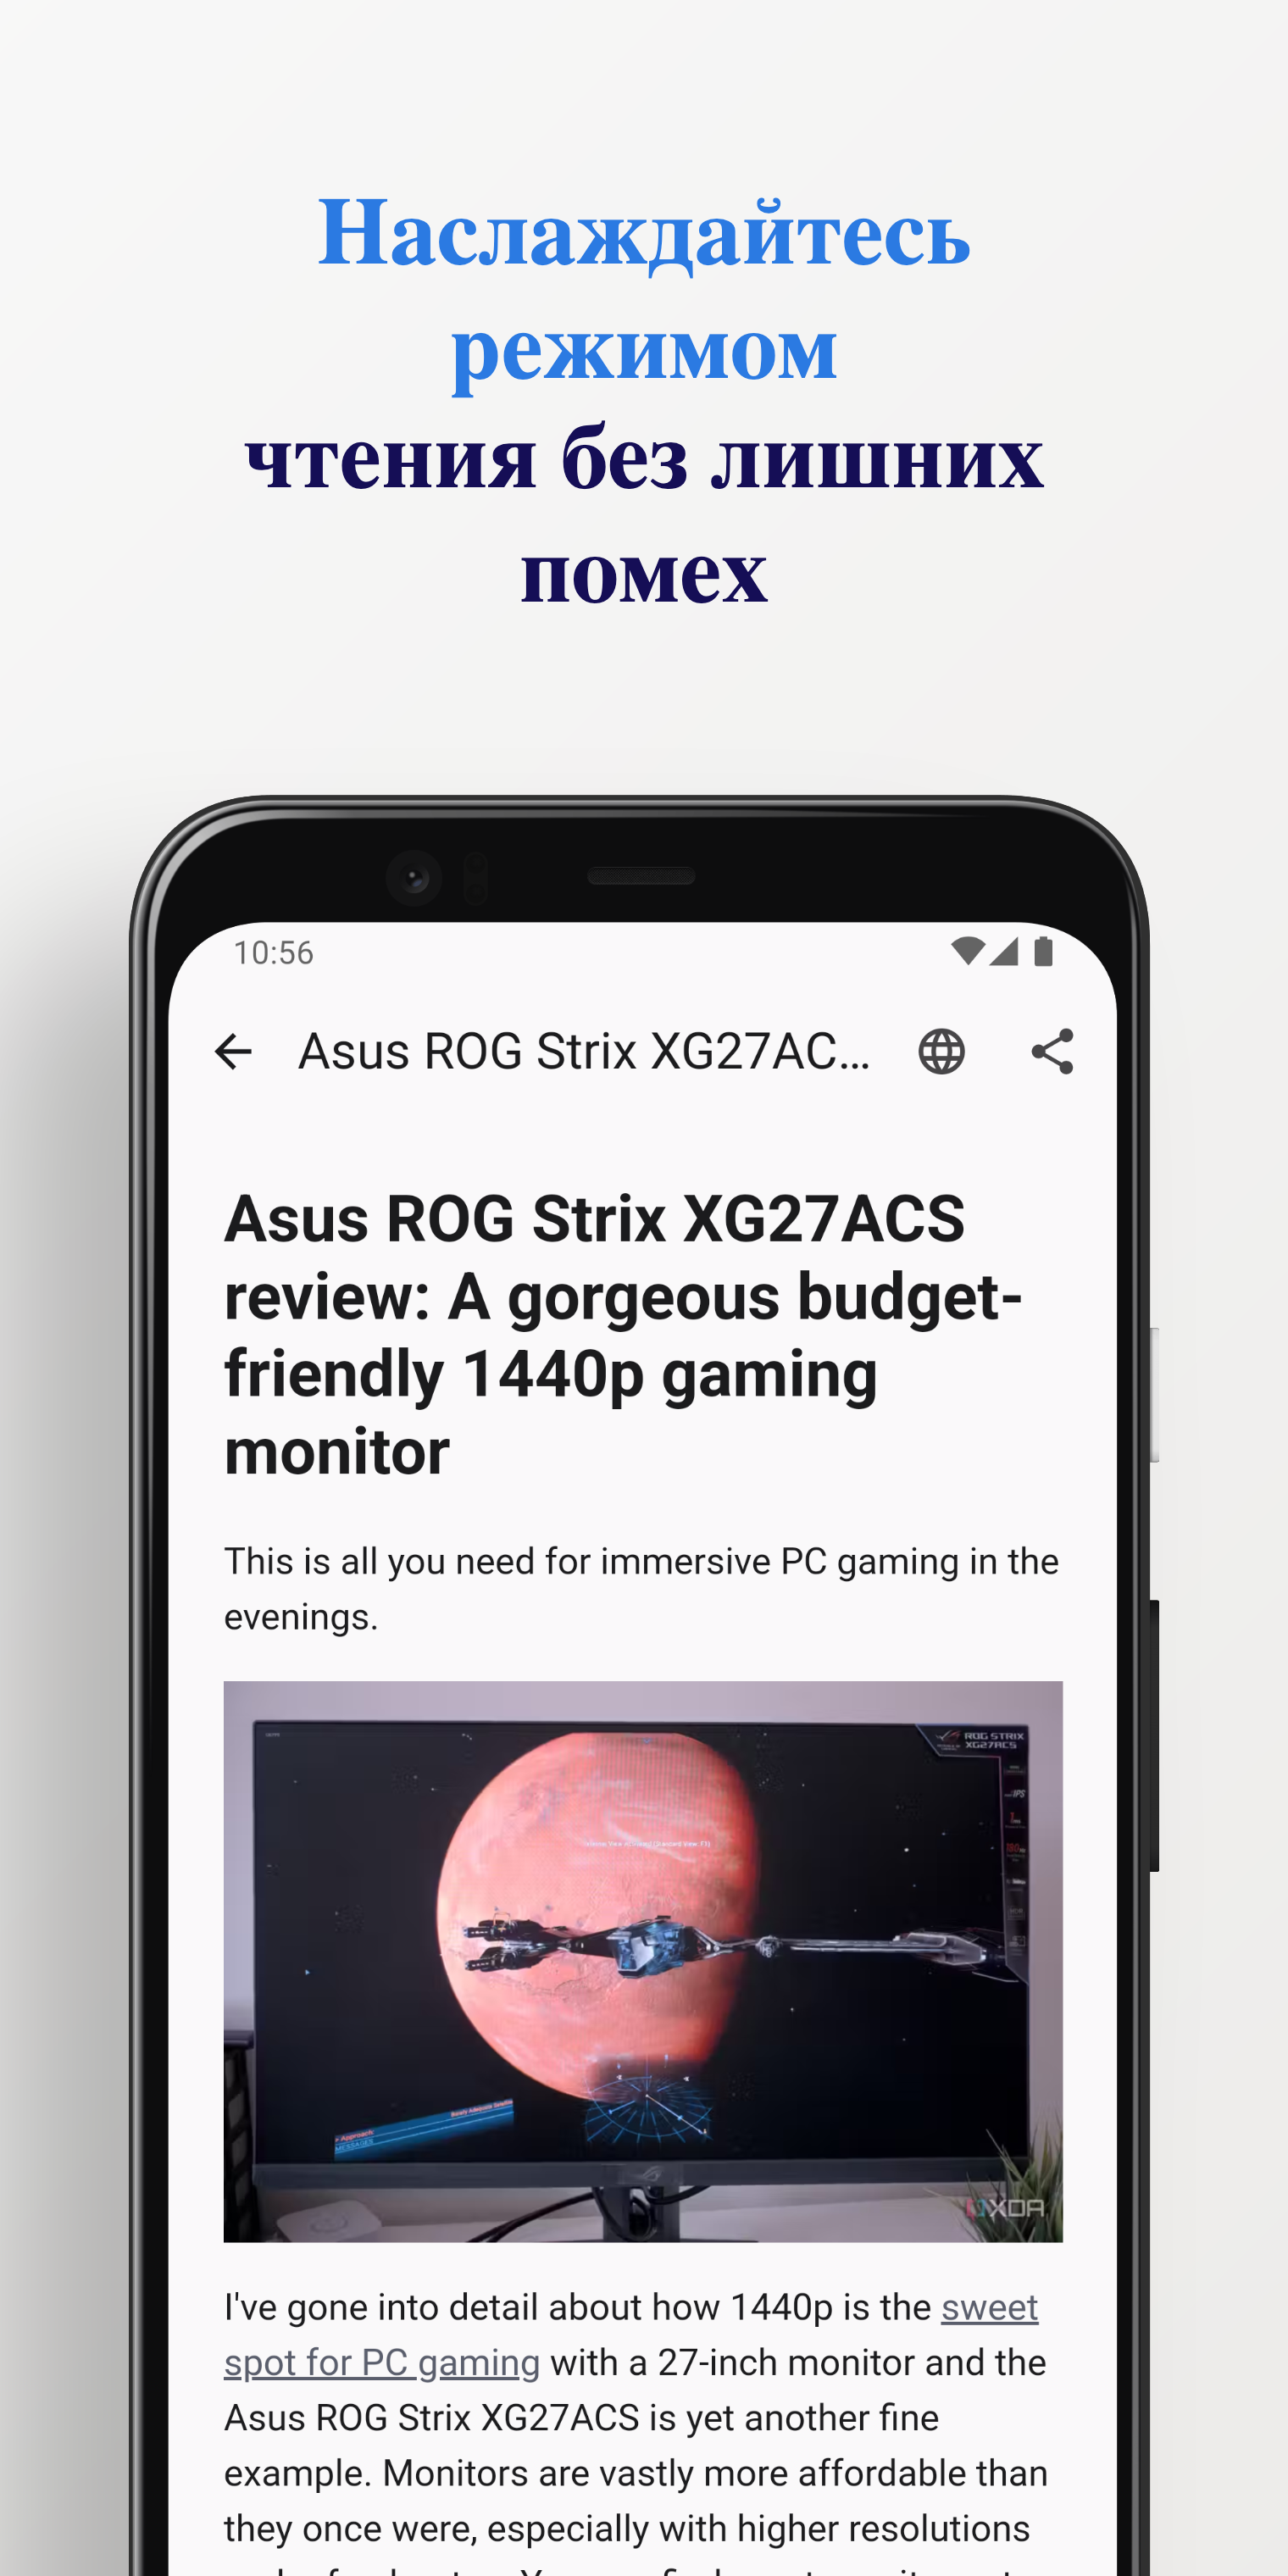 Наслаждайтесь
режимом
чтения без лишних
помех
10:56
Asus ROG Strix XG27AC...
Asus ROG Strix XG27ACS
review: A gorgeous budget-
friendly 1440p gaming
monitor
This is all you need for immersive PC gaming in the
evenings.
ROG STRIX
XG27ACS
IPS
Approach
MESSAGES
XDA
I've gone into detail about how 1440p is the sweet
spot for PC gaming with a 27-inch monitor and the
Asus ROG Strix XG27ACS is yet another fine
example. Monitors are vastly more affordable than
they once were, especially with higher resolutions